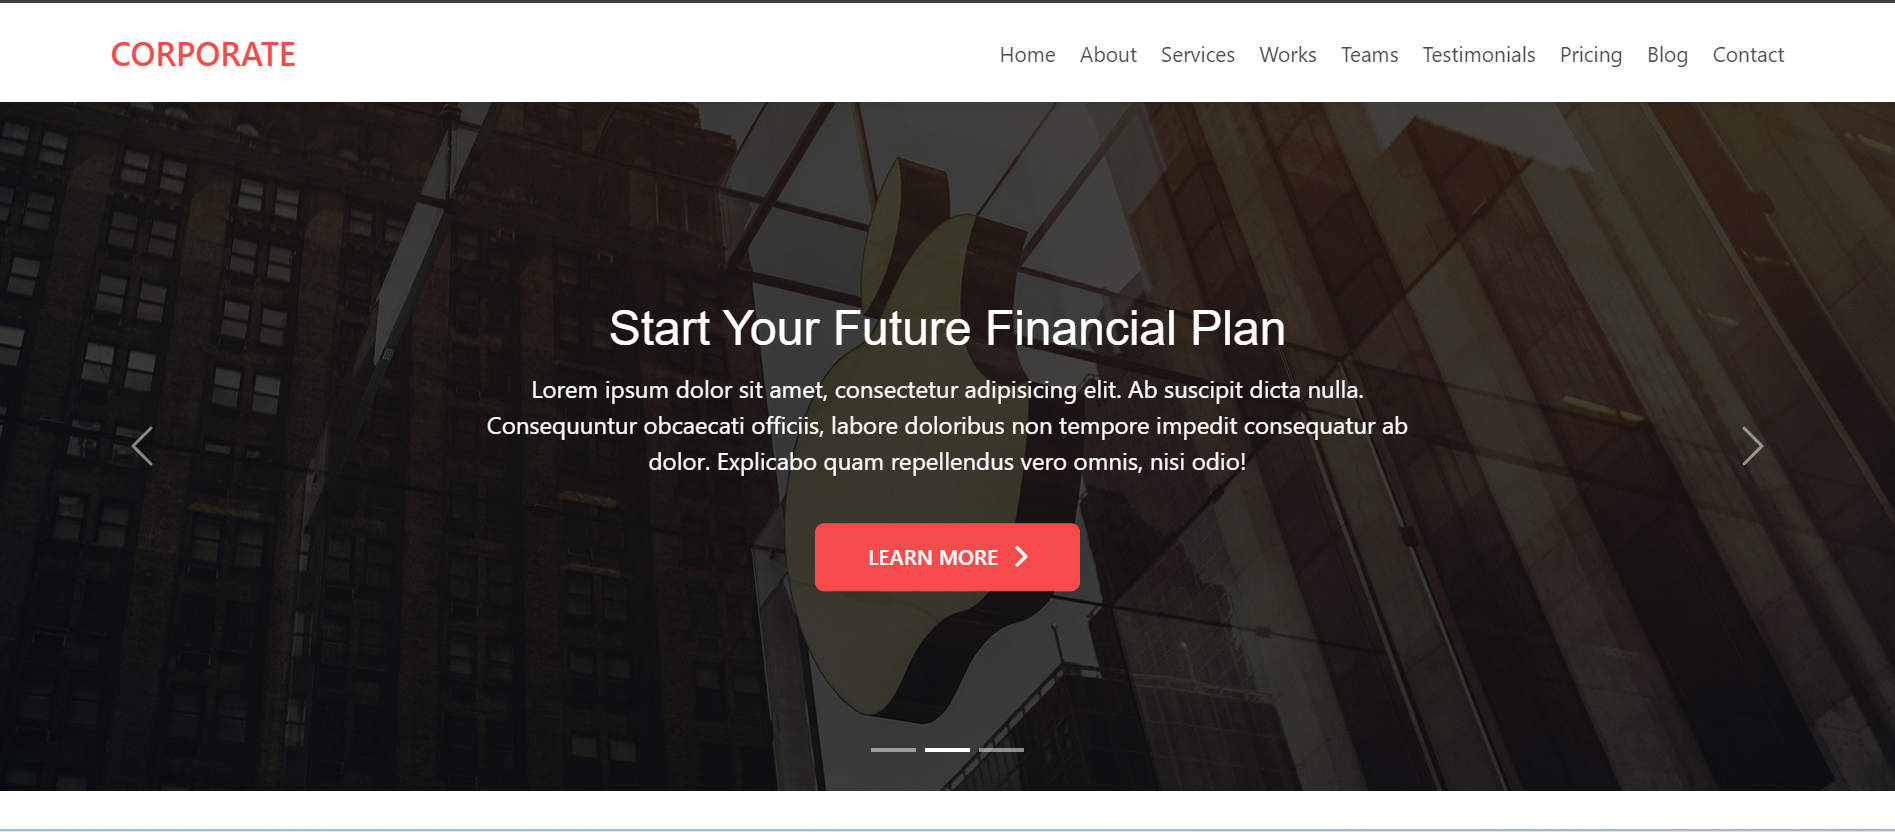 CORPORATE
Home About Services Works Teams Testimonials Pricing Blog Contact
Start Your Future Financial Plan
Lorem ipsum dolor sit amet, consectetur adipisicing elit. Ab suscipit dicta nulla.
Consequuntur obcaecati officiis, labore doloribus non tempore impedit consequatur ab
dolor. Explicabo quam repellendus vero omnis, nisi odio!
LEARN MORE